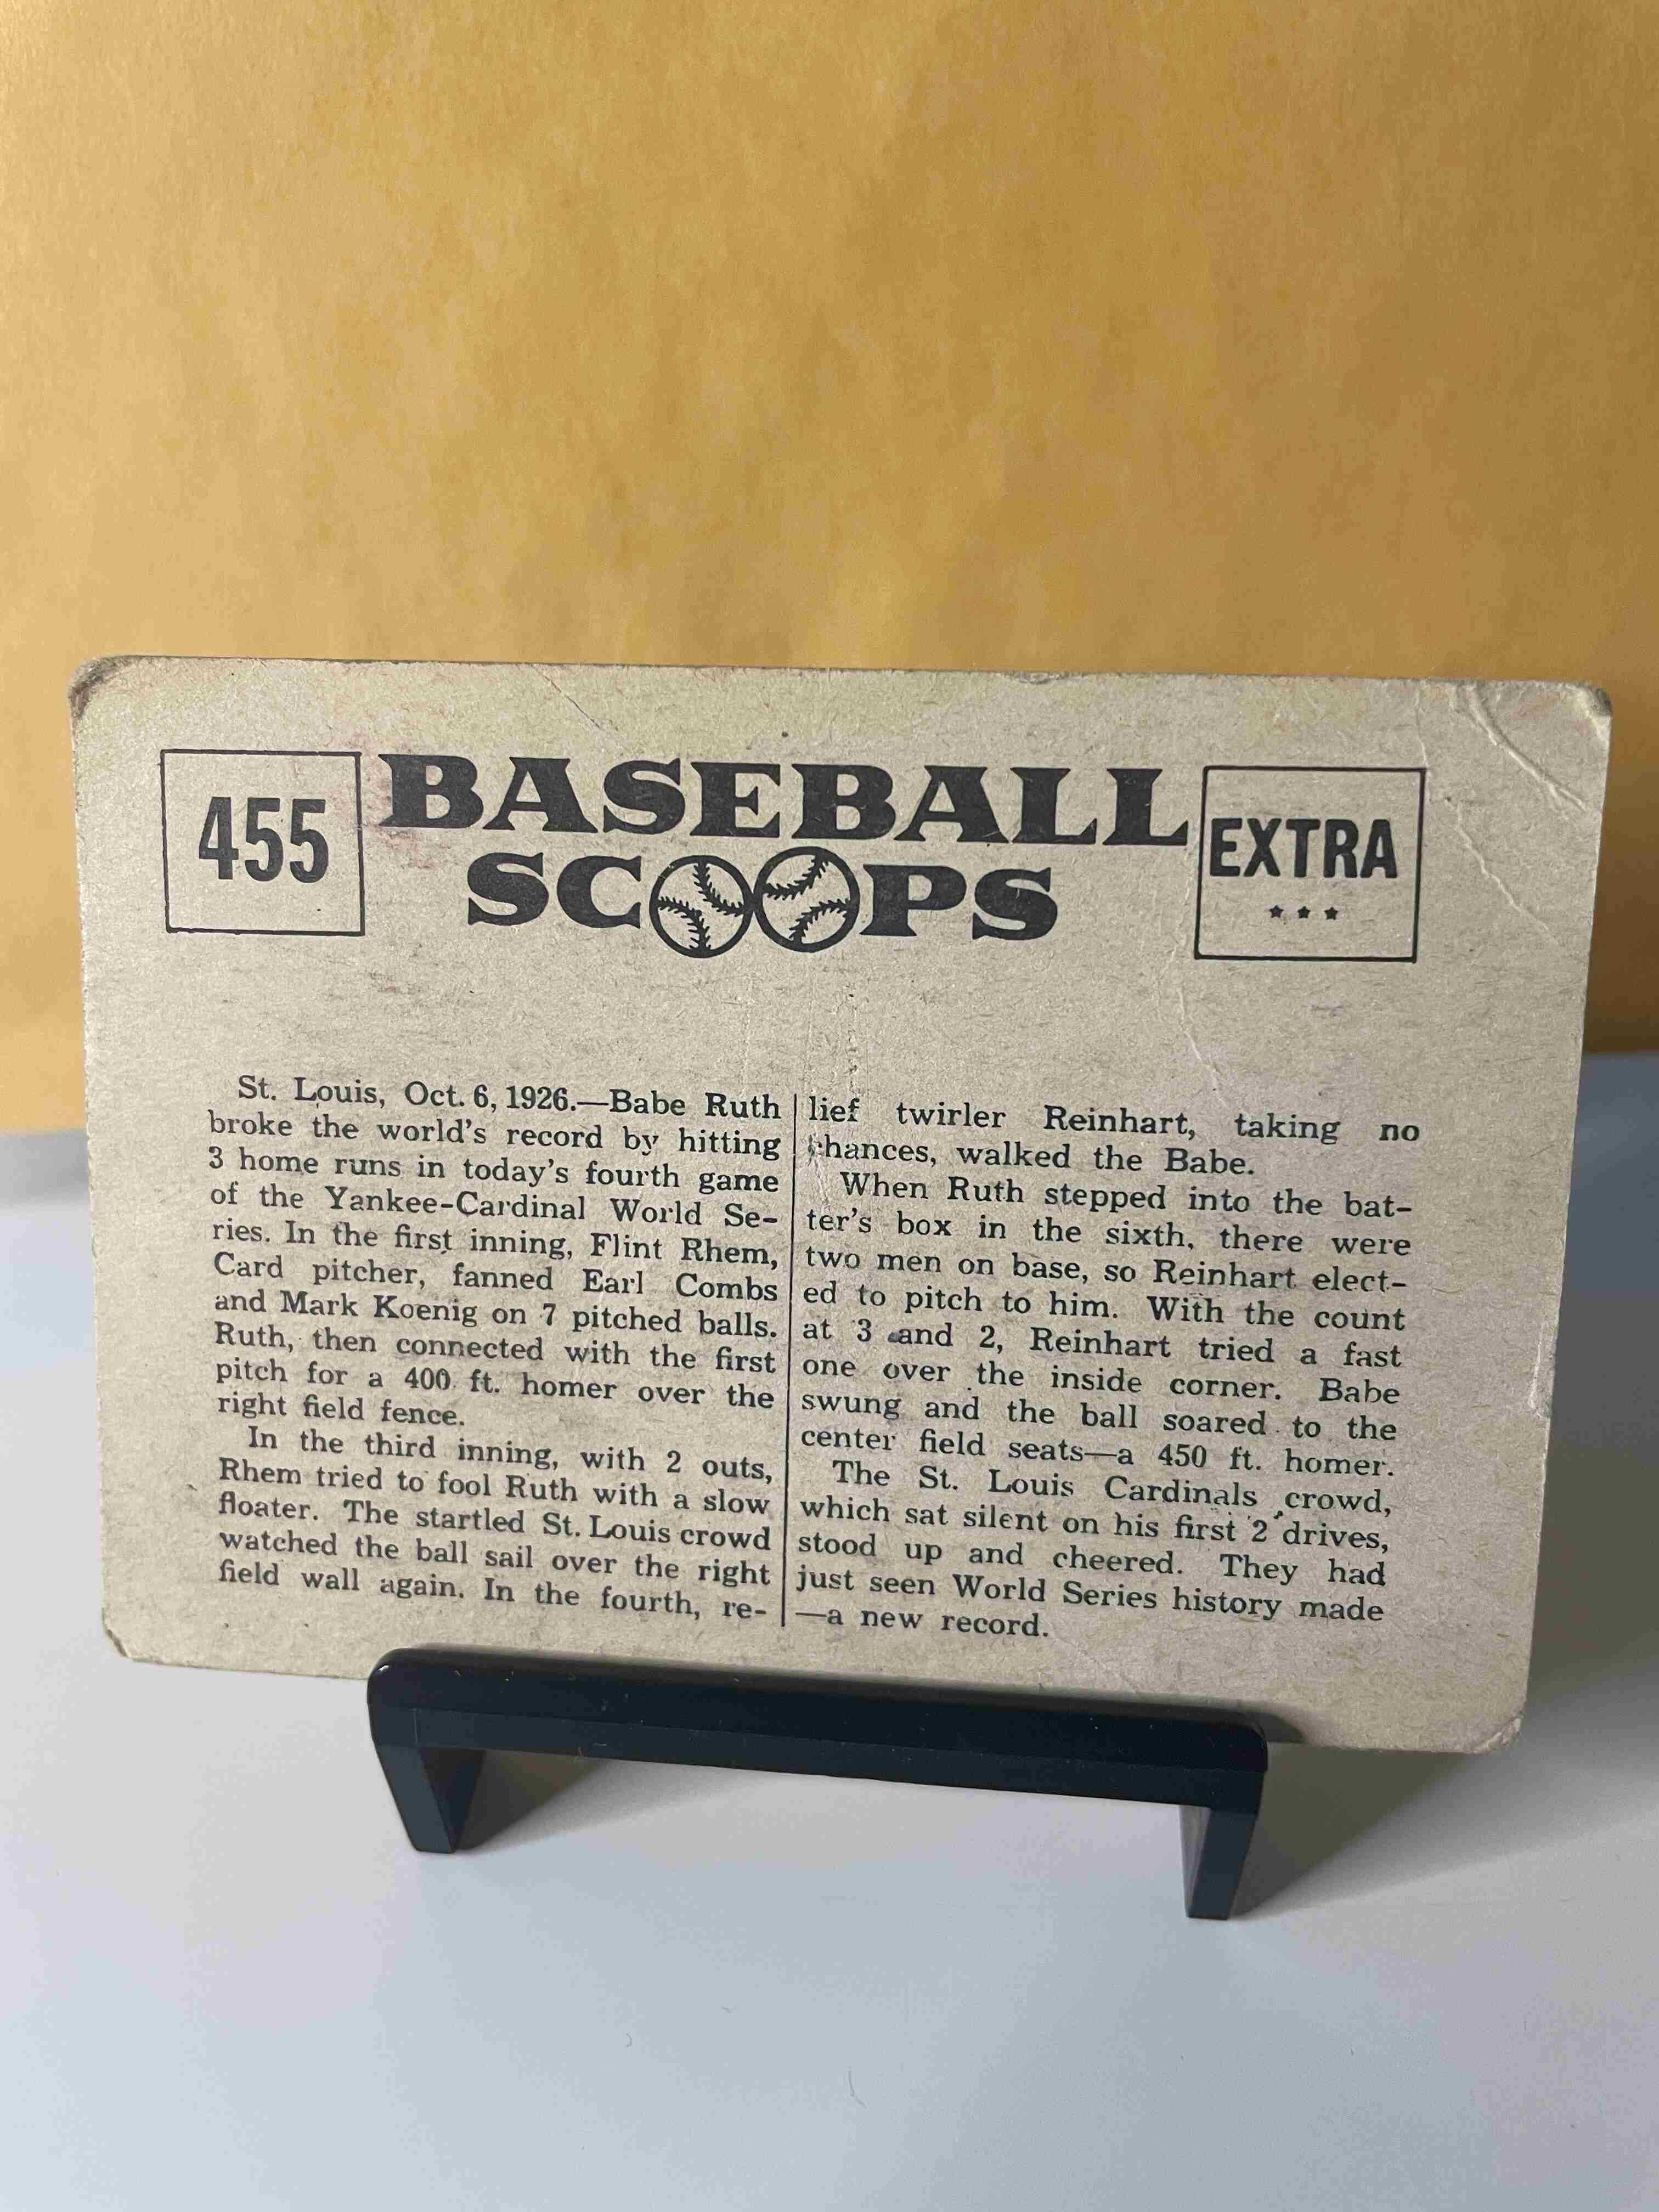 455
BASEBALL
SCOOPS
EXTRA
St. Louis, Oct. 6, 1926.—Babe Ruth
broke the world's record by hitting
3 home runs in today's fourth game
of the Yankee-Cardinal World Se-
ries. In the first inning, Flint Rhem,
Card pitcher, fanned Earl Combs
and Mark Koenig on 7 pitched balls.
Ruth, then connected with the first
pitch for a 400 ft. homer over the
right field fence.
In the third inning, with 2 outs,
Rhem tried to fool Ruth with a slow
floater. The startled St. Louis crowd
watched the ball sail over the right
field wall again. In the fourth, re-
lief twirler Reinhart, taking no
chances, walked the Babe.
When Ruth stepped into the bat-
ter's box in the sixth, there were
two men on base, so Reinhart elect-
ed to pitch to him. With the count
at 3 and 2, Reinhart tried a fast
one over the inside corner. Babe
swung and the ball soared to the
center field seats—a 450 ft. homer.
The St. Louis Cardinals crowd,
which sat silent on his first 2 drives,
stood up and cheered. They had
just seen World Series history made
—a new record.